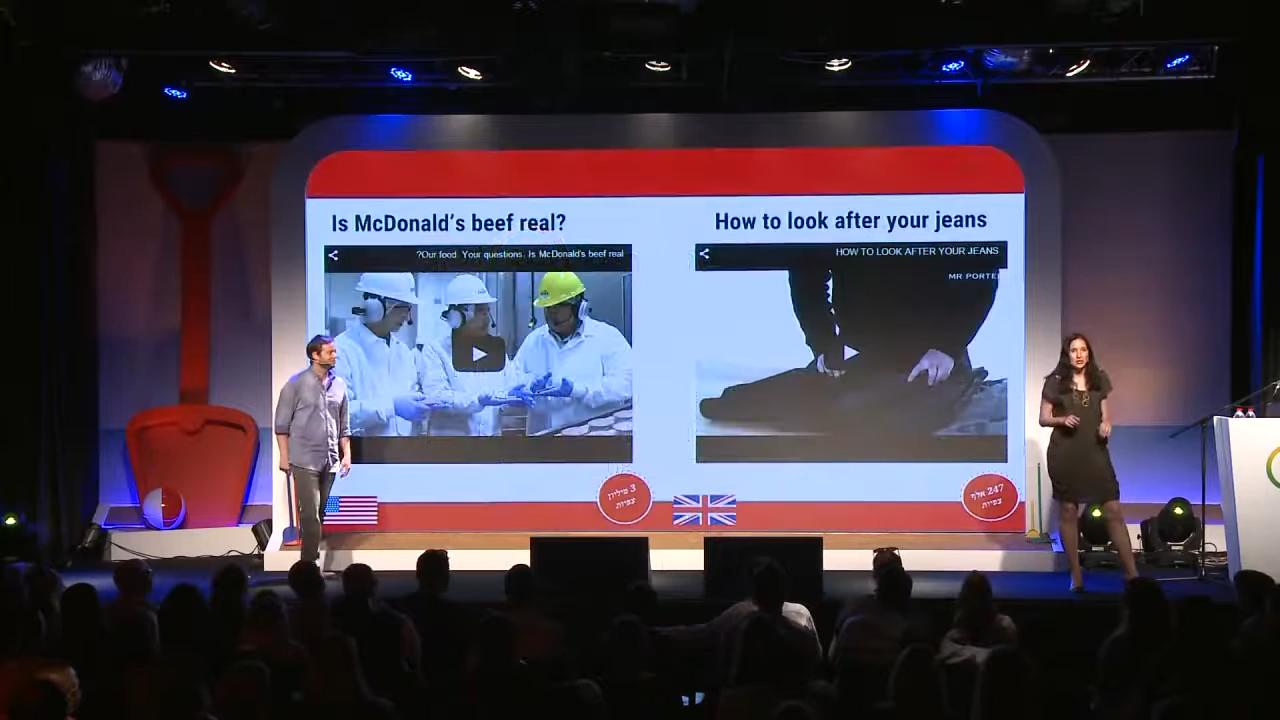 Is McDonald's beef real?
How to look after your jeans
?Our food. Your questions. Is McDonald's beef real
HOW TO LOOK AFTER YOUR JEANS
MR PORTE
3 מיליון
צפיות
247 אלף
צפיות